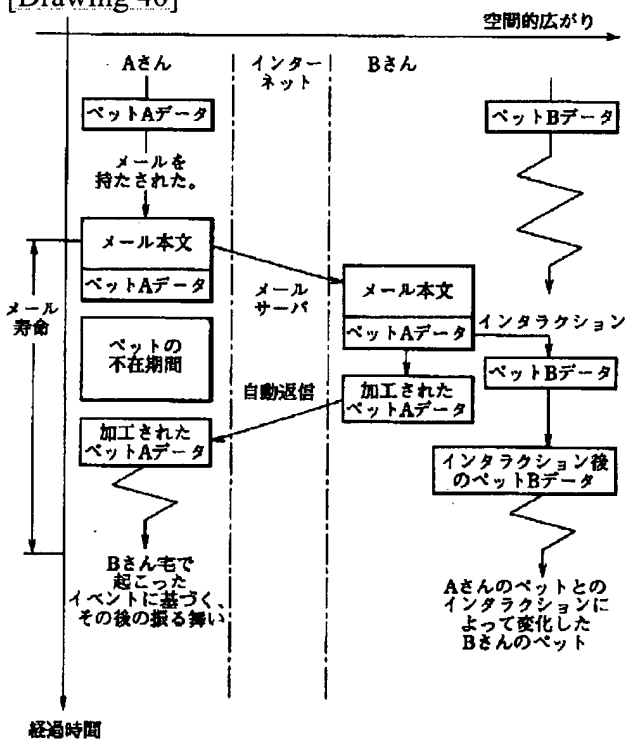 [Drawing 46]
空間的広がり
Aさん
インター
ネット
Bさん
ペットAデータ
ペットBデータ
メールを
持たされた。
メール本文
ペットAデータ
メール
サーバ
メール本文
ペットAデータ
インタラクション
メール
寿命
ペットの
不在期間
ペットBデータ
自動返信
加工された
ペットAデータ
加工された
ペットAデータ
インタラクション後
のペットBデータ
Bさん宅で
起こった
イベントに基づく、
その後の振る舞い
Aさんのペットとの
インタラクションに
よって変化した
Bさんのペット
経過時間